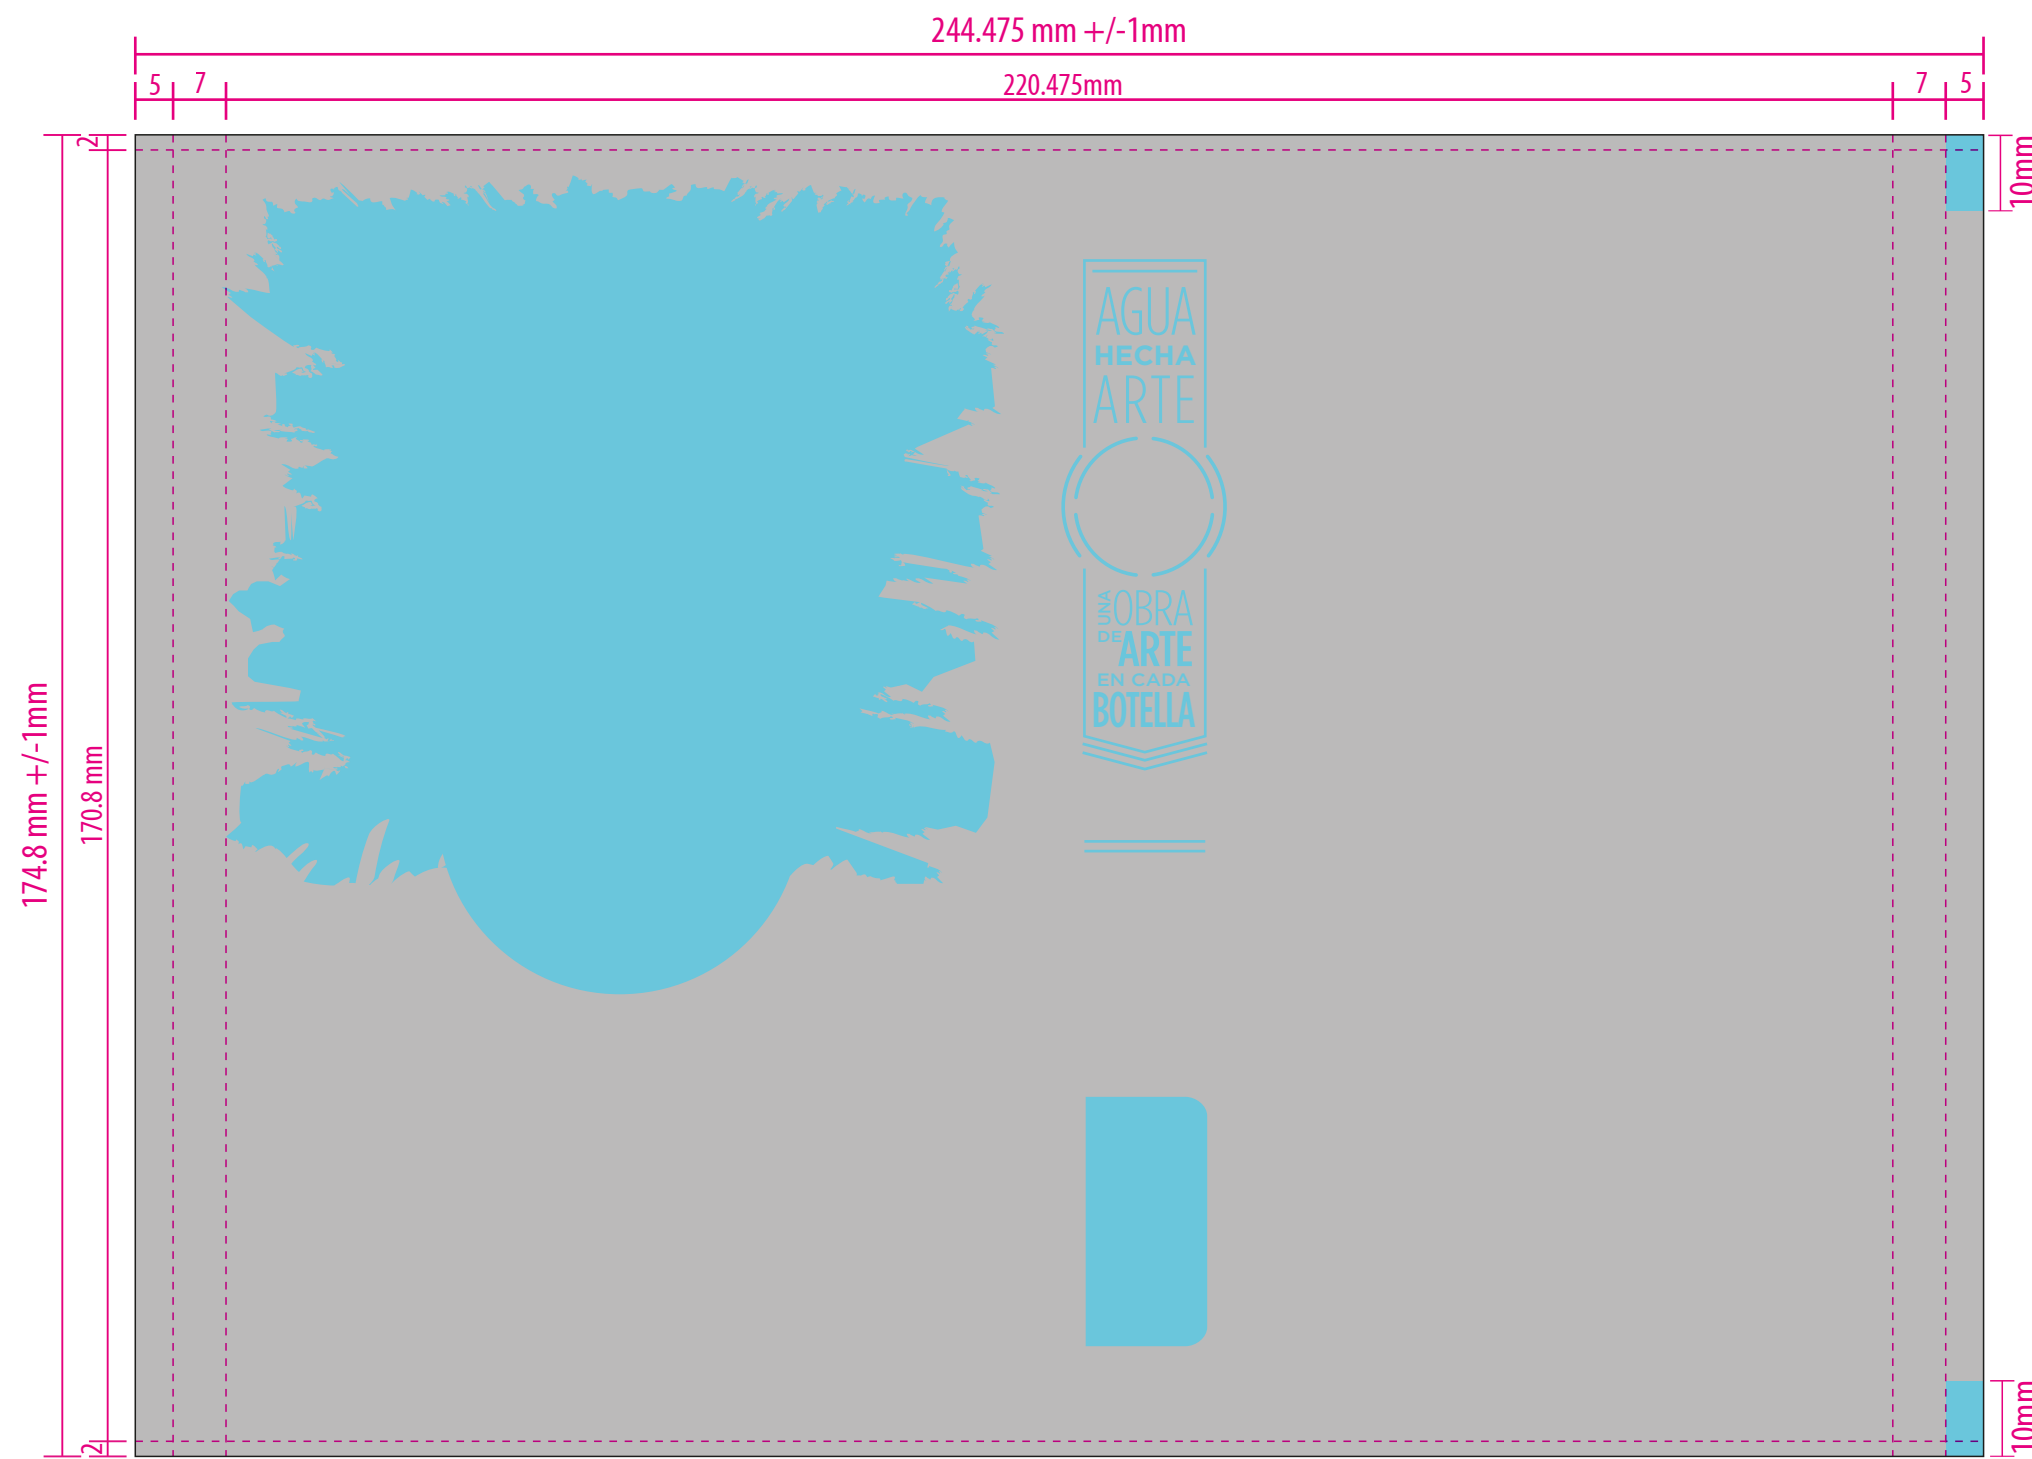 244.475 mm +/-1mm
5
7
220.475mm
7
5
2
10mm
174.8 mm +/-1mm
170.8 mm
AGUA
HECHA
ARTE
UNA OBRA
DE ARTE
EN CADA
BOTELLA
2
10mm